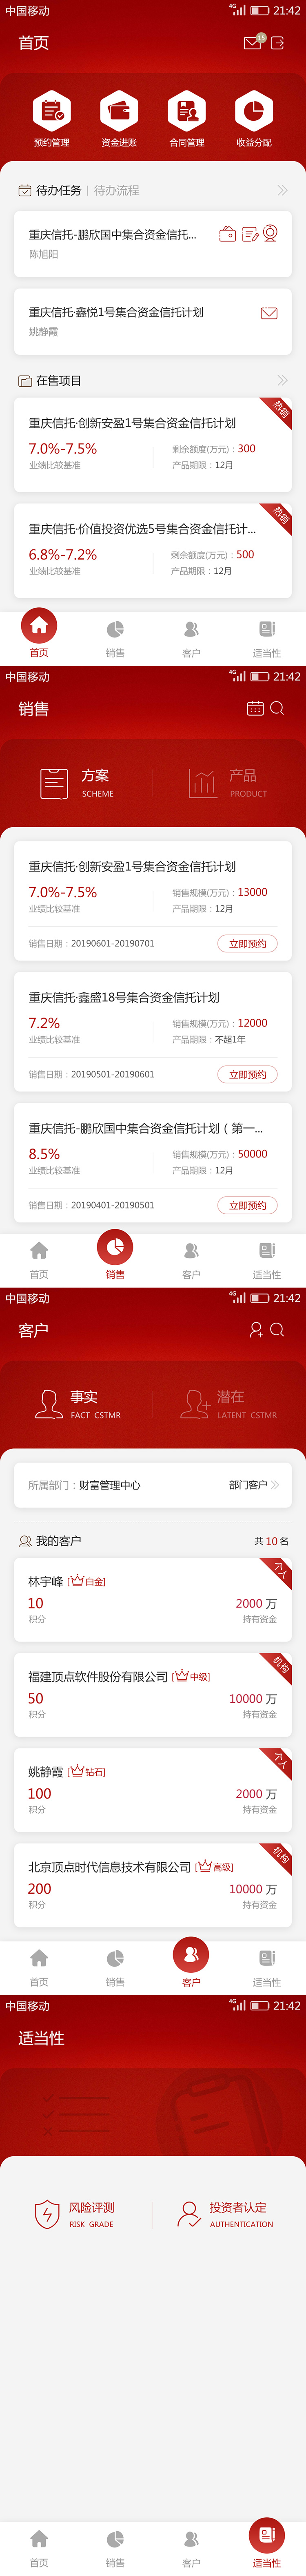 中国移动 4G 21:42
首页 15
预约管理 资金进账 合同管理 收益分配
待办任务 | 待办流程
重庆信托-鹏欣国中集合资金信托...
陈旭阳
重庆信托·鑫悦1号集合资金信托计划
姚静霞
在售项目
热销
重庆信托·创新安盈1号集合资金信托计划
7.0%-7.5% 剩余额度(万元)：300
业绩比较基准 产品期限：12月
热销
重庆信托·价值投资优选5号集合资金信托计...
6.8%-7.2% 剩余额度(万元)：500
业绩比较基准 产品期限：12月
首页 销售 客户 适当性
中国移动 4G 21:42
销售
方案 产品
SCHEME PRODUCT
重庆信托·创新安盈1号集合资金信托计划
7.0%-7.5% 销售规模(万元)：13000
业绩比较基准 产品期限：12月
销售日期：20190601-20190701 立即预约
重庆信托·鑫盛18号集合资金信托计划
7.2% 销售规模(万元)：12000
业绩比较基准 产品期限：不超1年
销售日期：20190501-20190601 立即预约
重庆信托-鹏欣国中集合资金信托计划（第一...
8.5% 销售规模(万元)：50000
业绩比较基准 产品期限：12月
销售日期：20190401-20190501 立即预约
首页 销售 客户 适当性
中国移动 4G 21:42
客户
事实 潜在
FACT CSTMR LATENT CSTMR
所属部门：财富管理中心 部门客户
我的客户 共 10 名
个人
林宇峰 [白金]
10 2000 万
积分 持有资金
机构
福建顶点软件股份有限公司 [中级]
50 10000 万
积分 持有资金
个人
姚静霞 [钻石]
100 2000 万
积分 持有资金
机构
北京顶点时代信息技术有限公司 [高级]
200 10000 万
积分 持有资金
首页 销售 客户 适当性
中国移动 4G 21:42
适当性
风险评测 投资者认定
RISK GRADE AUTHENTICATION
首页 销售 客户 适当性